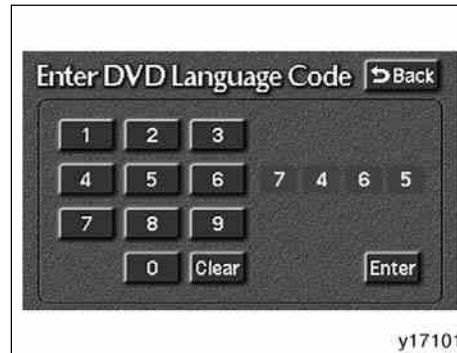 Enter DVD Language Code Back
1 2 3
4 5 6 7 4 6 5
7 8 9
0 Clear Enter
y17101